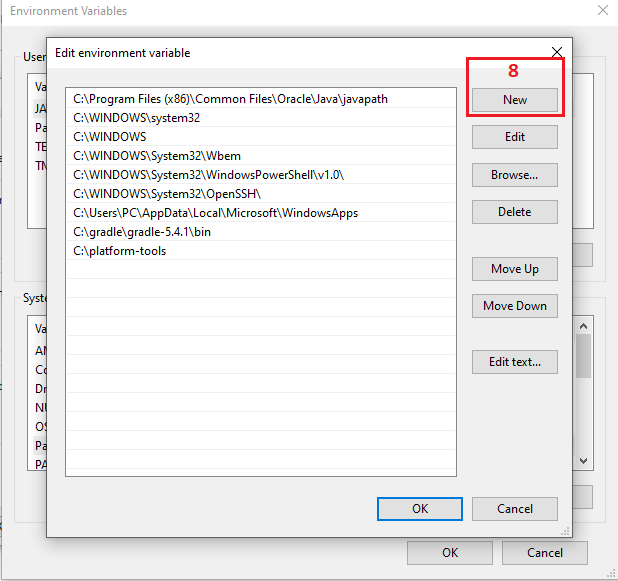 Environment Variables
Edit environment variable
User
8
C:\Program Files (x86)\Common Files\Oracle\Java\javapath
New
C:\WINDOWS\system32
C:\WINDOWS
Edit
C:\WINDOWS\System32\Wbem
C:\WINDOWS\System32\WindowsPowerShell\v1.0\
Browse...
C:\WINDOWS\System32\OpenSSH\
C:\Users\PC\AppData\Local\Microsoft\WindowsApps
Delete
C:\gradle\gradle-5.4.1\bin
C:\platform-tools
Move Up
Move Down
Edit text...
Va
JA
Pa
TE
TM
Syste
Va
AM
Co
Dr
NU
OS
Pa
PA
OK
Cancel
OK
Cancel